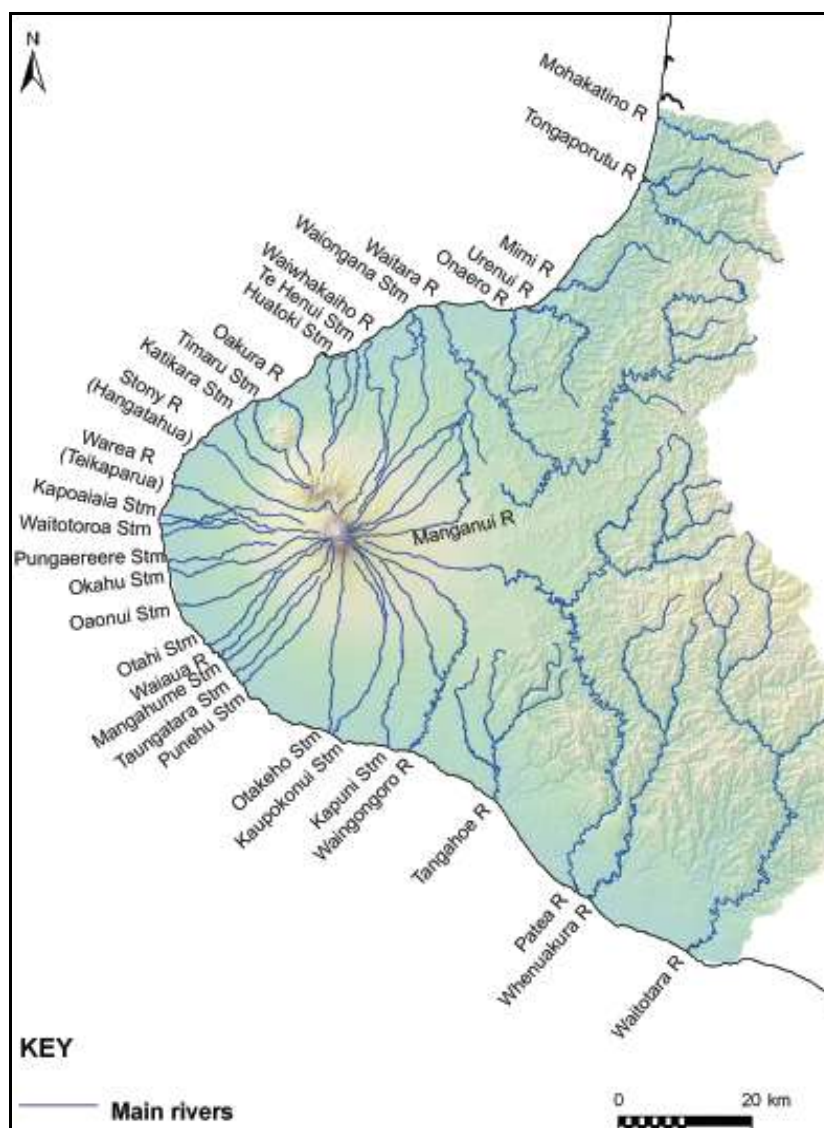 N
Mohakatino R
Tongaporutu R
Mimi R
Urenui R
Onaero R
Waitara R
Waiongana Stm
Waiwhakaiho R
Te Henui Stm
Huatoki Stm
Oakura R
Timaru Stm
Katikara Stm
Stony R
(Hangatahua)
Warea R
(Teikaparua)
Kapoaiaia Stm
Waitotoroa Stm
Pungaereere Stm
Okahu Stm
Oaonui Stm
Otahi Stm
Waiaua R
Mangahume Stm
Taungatara Stm
Punehu Stm
Manganui R
Otakeho Stm
Kaupokonui Stm
Kapuni Stm
Waingongoro R
Tangahoe R
Patea R
Whenuakura R
Waitotara R
KEY
Main rivers
0 20 km